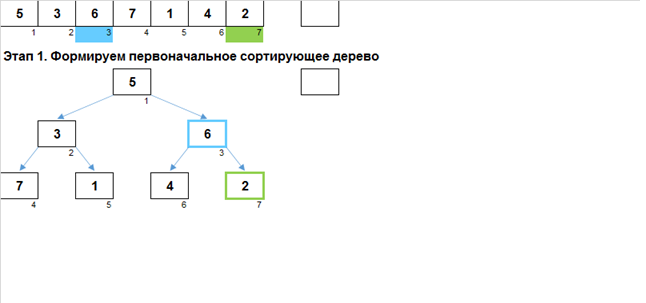 5 3 6 7 1 4 2
1 2 3 4 5 6 7
Этап 1. Формируем первоначальное сортирующее дерево
5
1
3 6
2 3
7 1 4 2
4 5 6 7